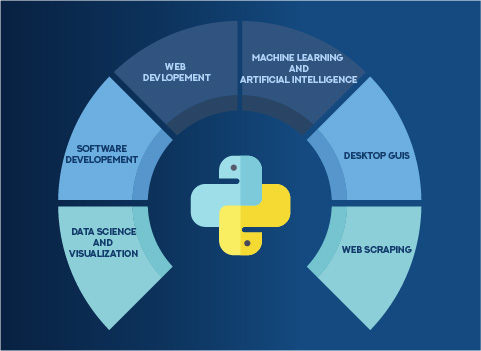 WEB
DEVLOPEMENT
MACHINE LEARNING
AND
ARTIFICIAL INTELLIGENCE
SOFTWARE
DEVELOPEMENT
DESKTOP GUIS
DATA SCIENCE
AND
VISUALIZATION
WEB SCRAPING